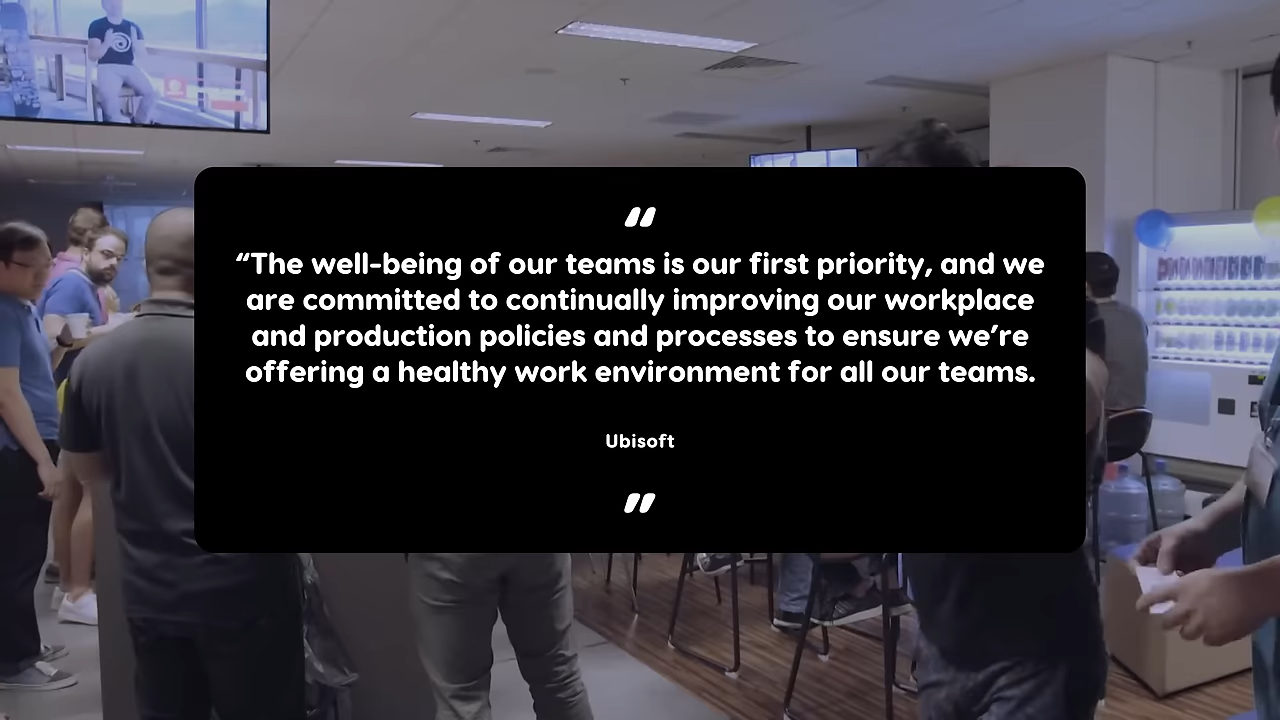 "
“The well-being of our teams is our first priority, and we
are committed to continually improving our workplace
and production policies and processes to ensure we’re
offering a healthy work environment for all our teams.
Ubisoft
"